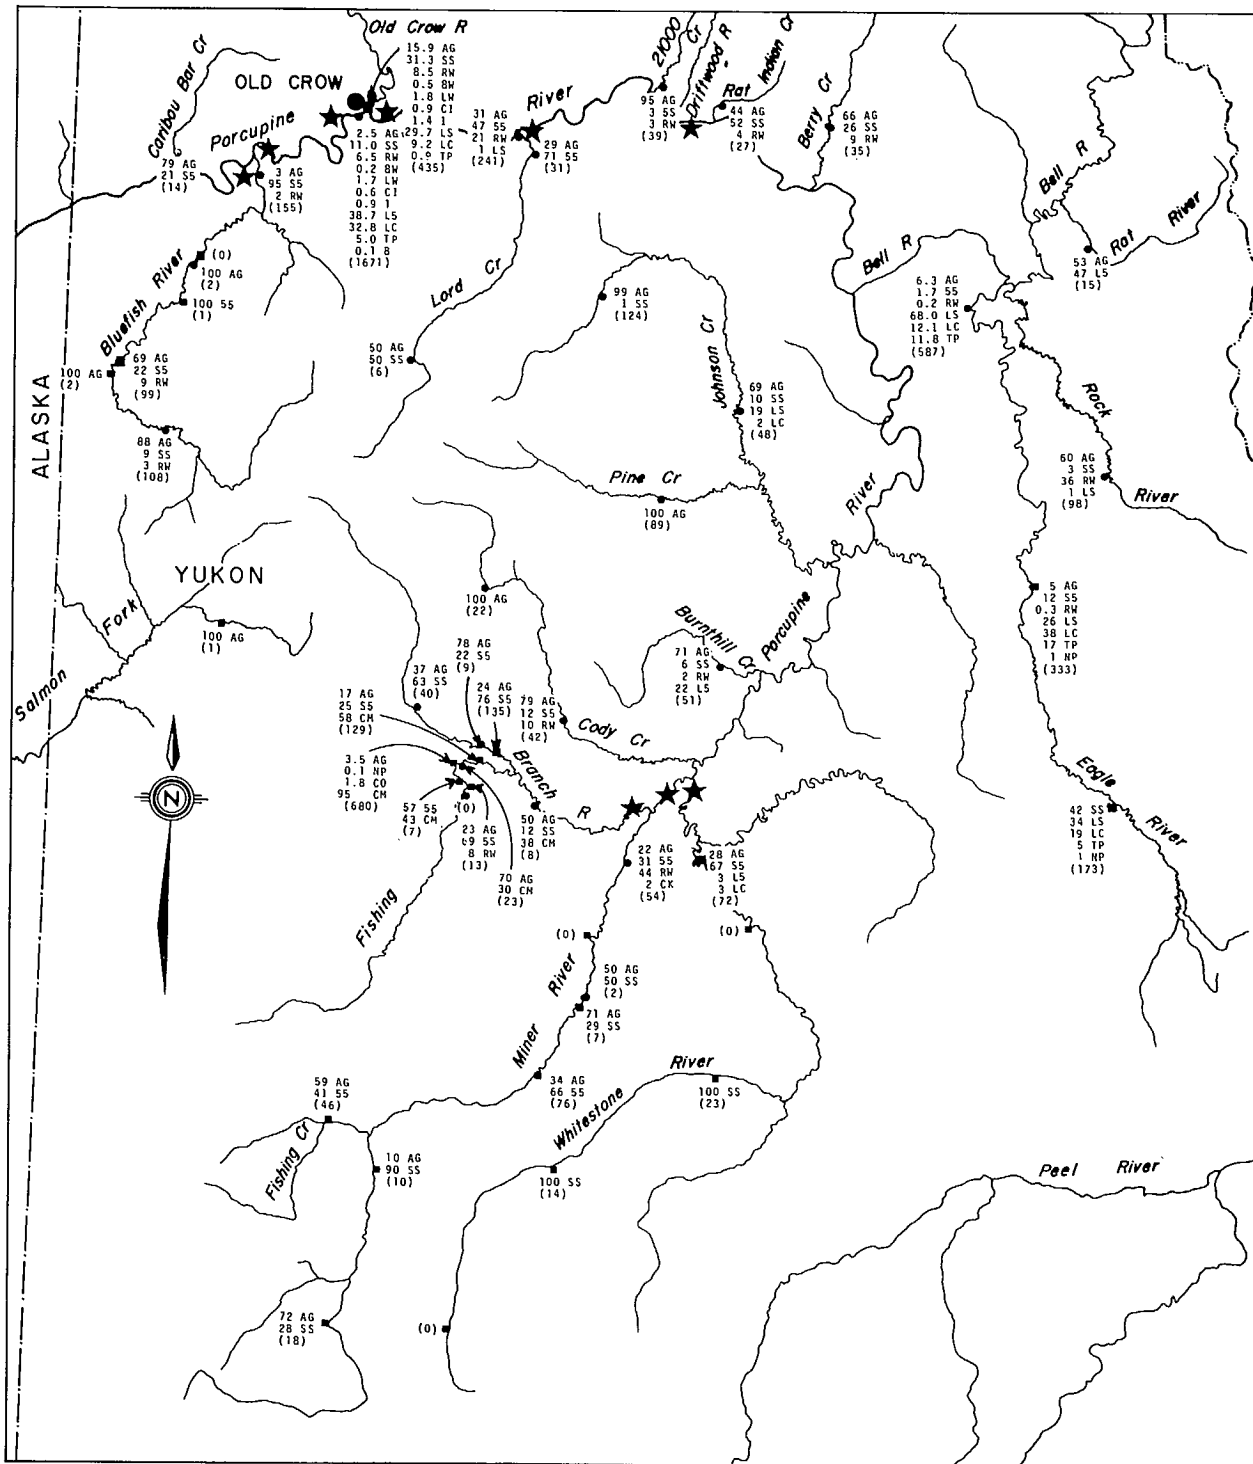 Old Crow R
15.9 AG
31.3 SS
8.5 RW
0.5 BW
1.8 LW
0.9 CI
1.4 I
29.7 LS
9.2 LC
0.9 TP
(435)
OLD CROW
Caribou Bar Cr
Porcupine
River
79 AG
21 SS
(14)
3 AG
95 SS
2 RW
(155)
2.5 AG
11.0 SS
6.5 RW
0.2 BW
1.7 LW
0.6 CI
0.9 I
38.7 LS
32.8 LC
5.0 TP
0.1 B
(1671)
31 AG
47 SS
21 RW
1 LS
(241)
29 AG
71 SS
(31)
21000 Cr
95 AG
3 SS
3 RW
(39)
Driftwood R
Rat Indian Cr
44 AG
52 SS
4 RW
(27)
Berry Cr
66 AG
26 SS
9 RW
(35)
Bell R
Rat River
53 AG
47 LS
(15)
Bell R
6.3 AG
1.7 SS
0.2 RW
68.0 LS
12.1 LC
11.8 TP
(587)
Bluefish River
(0)
100 AG
(2)
100 SS
(1)
69 AG
22 SS
9 RW
(99)
100 AG
(2)
88 AG
9 SS
3 RW
(108)
Lord Cr
50 AG
50 SS
(6)
99 AG
1 SS
(124)
Johnson Cr
69 AG
10 SS
19 LS
2 LC
(48)
Rock River
60 AG
3 SS
36 RW
1 LS
(98)
ALASKA
YUKON
Pine Cr
100 AG
(89)
River
Porcupine
Salmon Fork
100 AG
(1)
100 AG
(22)
Burnthill Cr
71 AG
6 SS
2 RW
22 LS
(51)
5 AG
12 SS
0.3 RW
26 LS
38 LC
17 TP
1 NP
(333)
78 AG
22 SS
(9)
37 AG
63 SS
(40)
24 AG
76 SS
(135)
17 AG
25 SS
58 CM
(129)
79 AG
12 SS
10 RW
(42)
Cody Cr
3.5 AG
0.1 NP
1.8 CO
95 CM
(680)
57 SS
43 CM
(7)
(0)
23 AG
69 SS
8 RW
(13)
70 AG
30 CM
(23)
Branch R
50 AG
12 SS
38 CM
(8)
22 AG
31 SS
44 RW
2 CK
(54)
28 AG
67 SS
3 LS
3 LC
(72)
Eagle River
42 SS
34 LS
19 LC
5 TP
1 NP
(173)
N
Fishing
(0)
(0)
Miner River
50 AG
50 SS
(2)
71 AG
29 SS
(7)
34 AG
66 SS
(76)
Whitestone River
100 SS
(23)
59 AG
41 SS
(46)
Fishing Cr
10 AG
90 SS
(10)
100 SS
(14)
Peel River
72 AG
28 SS
(18)
(0)